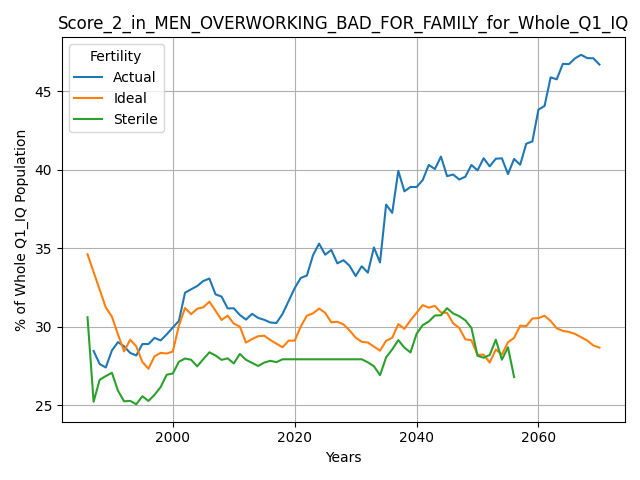 Score_2_in_MEN_OVERWORKING_BAD_FOR_FAMILY_for_Whole_Q1_IQ
Fertility
Actual
Ideal
Sterile
% of Whole Q1_IQ Population
45
40
35
30
25
2000
2020
2040
2060
Years